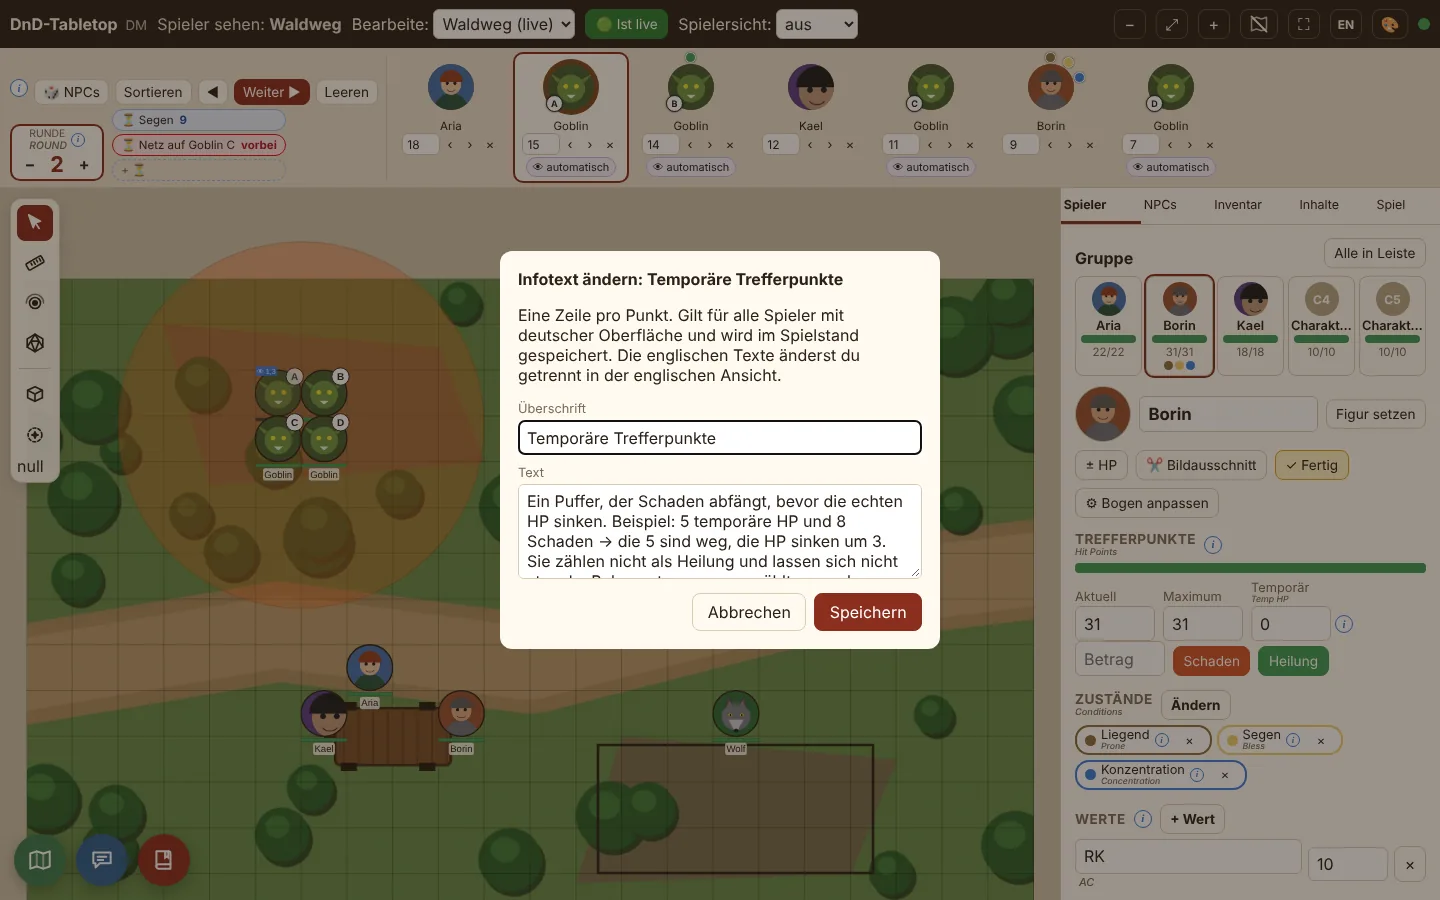 DnD-Tabletop DM Spieler sehen: Waldweg Bearbeite: Waldweg (live) Ist live Spielersicht: aus − + EN
NPCs Sortieren ◀ Weiter ▶ Leeren
RUNDE
ROUND
− 2 +
Segen 9
Netz auf Goblin C vorbei
+
Aria
18 ‹ › ×
A
Goblin
15 ‹ › ×
automatisch
B
Goblin
14 ‹ › ×
automatisch
Kael
12 ‹ › ×
C
Goblin
11 ‹ › ×
automatisch
Borin
9 ‹ › ×
D
Goblin
7 ‹ › ×
automatisch
null
A B
C D
Goblin Goblin
Aria
Kael Borin
Wolf
Infotext ändern: Temporäre Trefferpunkte
Eine Zeile pro Punkt. Gilt für alle Spieler mit
deutscher Oberfläche und wird im Spielstand
gespeichert. Die englischen Texte änderst du
getrennt in der englischen Ansicht.
Überschrift
Temporäre Trefferpunkte
Text
Ein Puffer, der Schaden abfängt, bevor die echten
HP sinken. Beispiel: 5 temporäre HP und 8
Schaden → die 5 sind weg, die HP sinken um 3.
Sie zählen nicht als Heilung und lassen sich nicht
Abbrechen Speichern
Spieler NPCs Inventar Inhalte Spiel
Gruppe Alle in Leiste
Aria
22/22
Borin
31/31
Kael
18/18
C4
Charakt...
10/10
C5
Charakt...
10/10
Borin Figur setzen
± HP Bildausschnitt ✓ Fertig
Bogen anpassen
TREFFERPUNKTE
Hit Points
Aktuell Maximum Temporär
Temp HP
31 31 0
Betrag Schaden Heilung
ZUSTÄNDE Ändern
Conditions
Liegend ×
Prone
Segen ×
Bless
Konzentration ×
Concentration
WERTE + Wert
RK 10 ×
AC